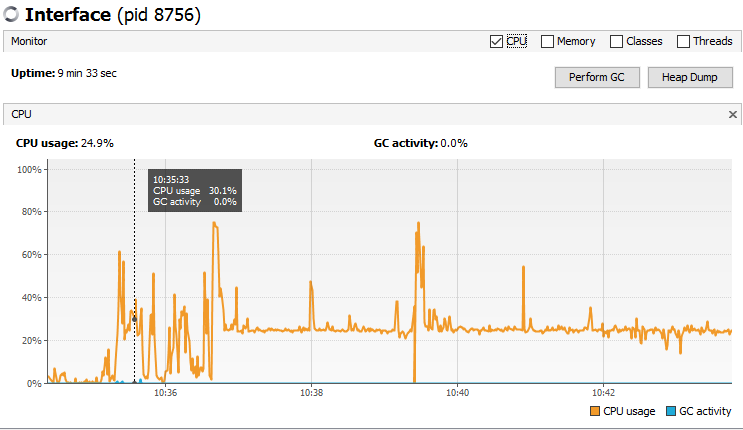 Interface (pid 8756)
Monitor CPU Memory Classes Threads
Uptime: 9 min 33 sec Perform GC Heap Dump
CPU
CPU usage: 24.9% GC activity: 0.0%
100%
80%
60%
40%
20%
0%
10:35:33
CPU usage 30.1%
GC activity 0.0%
10:36 10:38 10:40 10:42
CPU usage GC activity